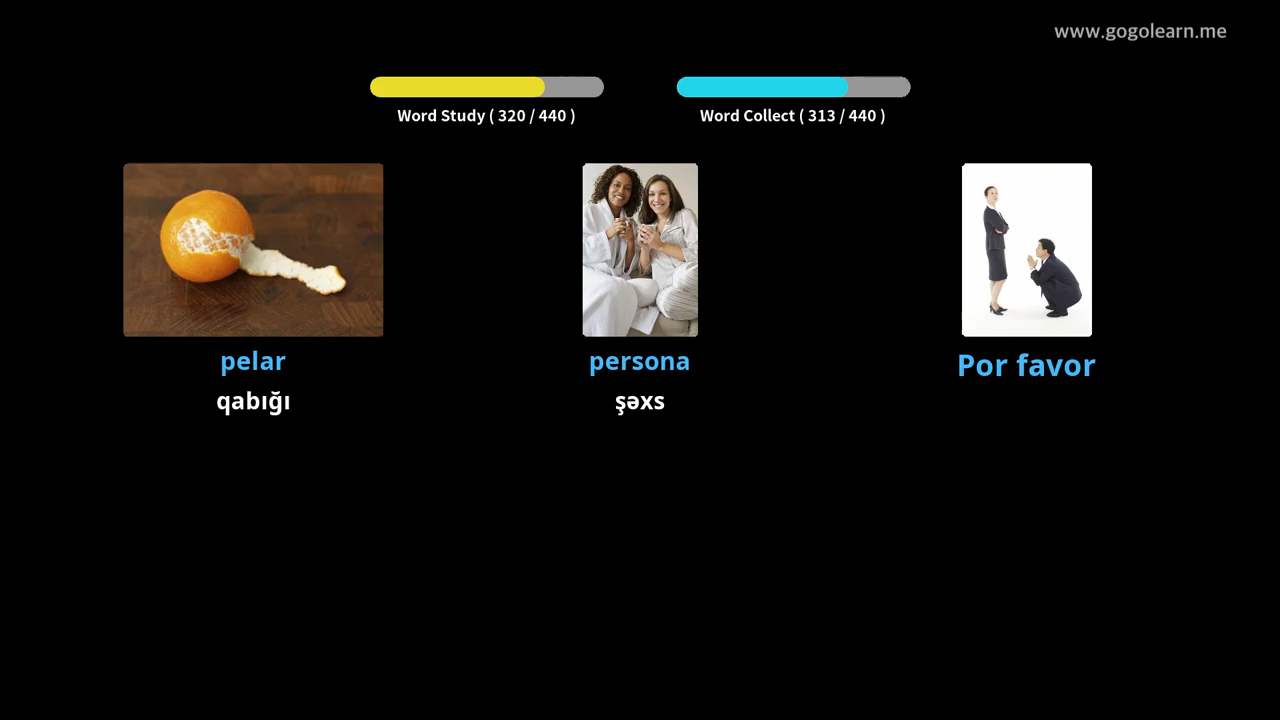 www.gogolearn.me
Word Study ( 320 / 440 )
Word Collect ( 313 / 440 )
pelar
persona
Por favor
qabığı
şəxs